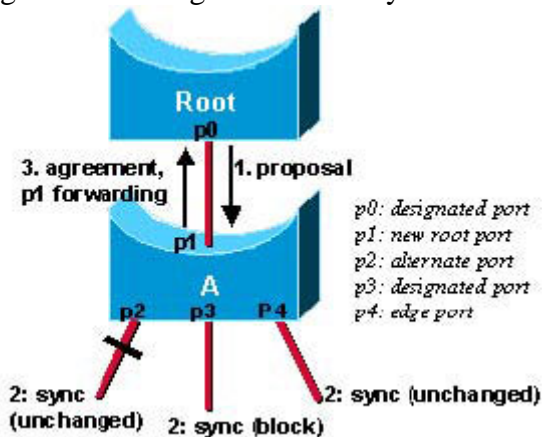 Root
p0
3. agreement,
p1 forwarding
1. proposal
p1
A
p2 p3 P4
p0: designated port
p1: new root port
p2: alternate port
p3: designated port
p4: edge port
2: sync
(unchanged)
2: sync (block)
2: sync (unchanged)